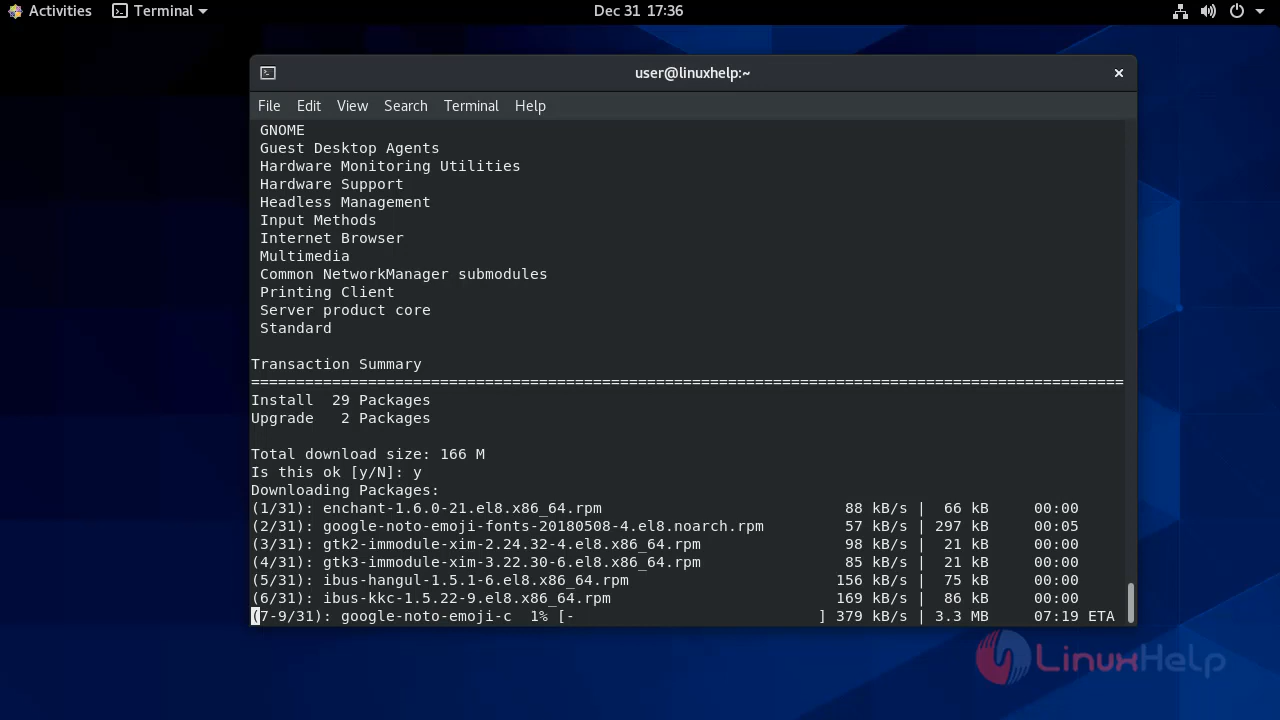 Activities Terminal Dec 31 17:36
user@linuxhelp:~ ×
File Edit View Search Terminal Help
GNOME
Guest Desktop Agents
Hardware Monitoring Utilities
Hardware Support
Headless Management
Input Methods
Internet Browser
Multimedia
Common NetworkManager submodules
Printing Client
Server product core
Standard
Transaction Summary
=================================================================================================
Install  29 Packages
Upgrade   2 Packages
Total download size: 166 M
Is this ok [y/N]: y
Downloading Packages:
(1/31): enchant-1.6.0-21.el8.x86_64.rpm 88 kB/s | 66 kB 00:00
(2/31): google-noto-emoji-fonts-20180508-4.el8.noarch.rpm 57 kB/s | 297 kB 00:05
(3/31): gtk2-immodule-xim-2.24.32-4.el8.x86_64.rpm 98 kB/s | 21 kB 00:00
(4/31): gtk3-immodule-xim-3.22.30-6.el8.x86_64.rpm 85 kB/s | 21 kB 00:00
(5/31): ibus-hangul-1.5.1-6.el8.x86_64.rpm 156 kB/s | 75 kB 00:00
(6/31): ibus-kkc-1.5.22-9.el8.x86_64.rpm 169 kB/s | 86 kB 00:00
(7-9/31): google-noto-emoji-c 1% [- ] 379 kB/s | 3.3 MB 07:19 ETA
LinuxHelp